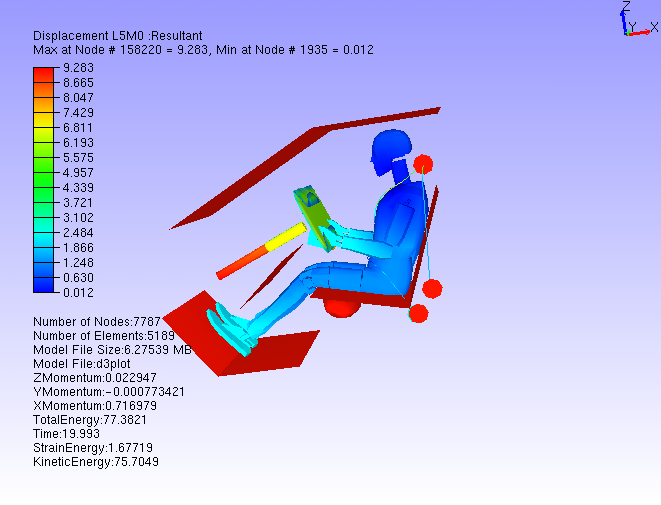 Displacement L5M0 :Resultant
Max at Node # 158220 = 9.283, Min at Node # 1935 = 0.012
9.283
8.665
8.047
7.429
6.811
6.193
5.575
4.957
4.339
3.721
3.102
2.484
1.866
1.248
0.630
0.012
Number of Nodes:7787
Number of Elements:5189
Model File Size:6.27539 MB
Model File:d3plot
ZMomentum:0.022947
YMomentum:-0.000773421
XMomentum:0.716979
TotalEnergy:77.3821
Time:19.993
StrainEnergy:1.67719
KineticEnergy:75.7049
Z
Y
X